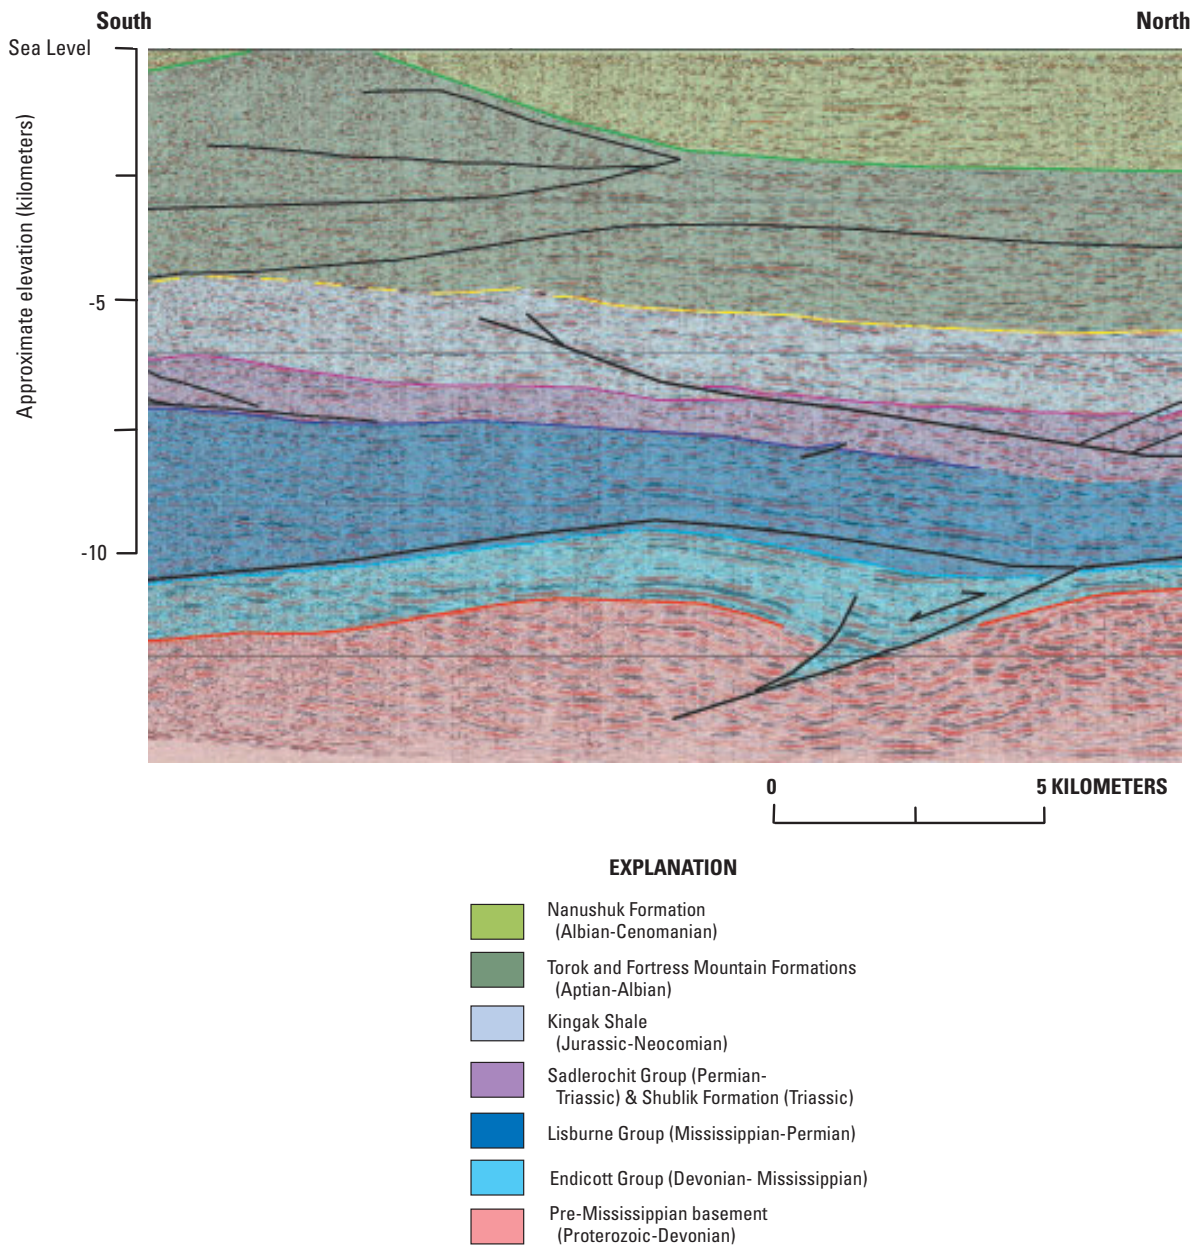 South
North
Sea Level
Approximate elevation (kilometers)
-5
-10
0
5 KILOMETERS
EXPLANATION
Nanushuk Formation
(Albian-Cenomanian)
Torok and Fortress Mountain Formations
(Aptian-Albian)
Kingak Shale
(Jurassic-Neocomian)
Sadlerochit Group (Permian-
Triassic) & Shublik Formation (Triassic)
Lisburne Group (Mississippian-Permian)
Endicott Group (Devonian- Mississippian)
Pre-Mississippian basement
(Proterozoic-Devonian)